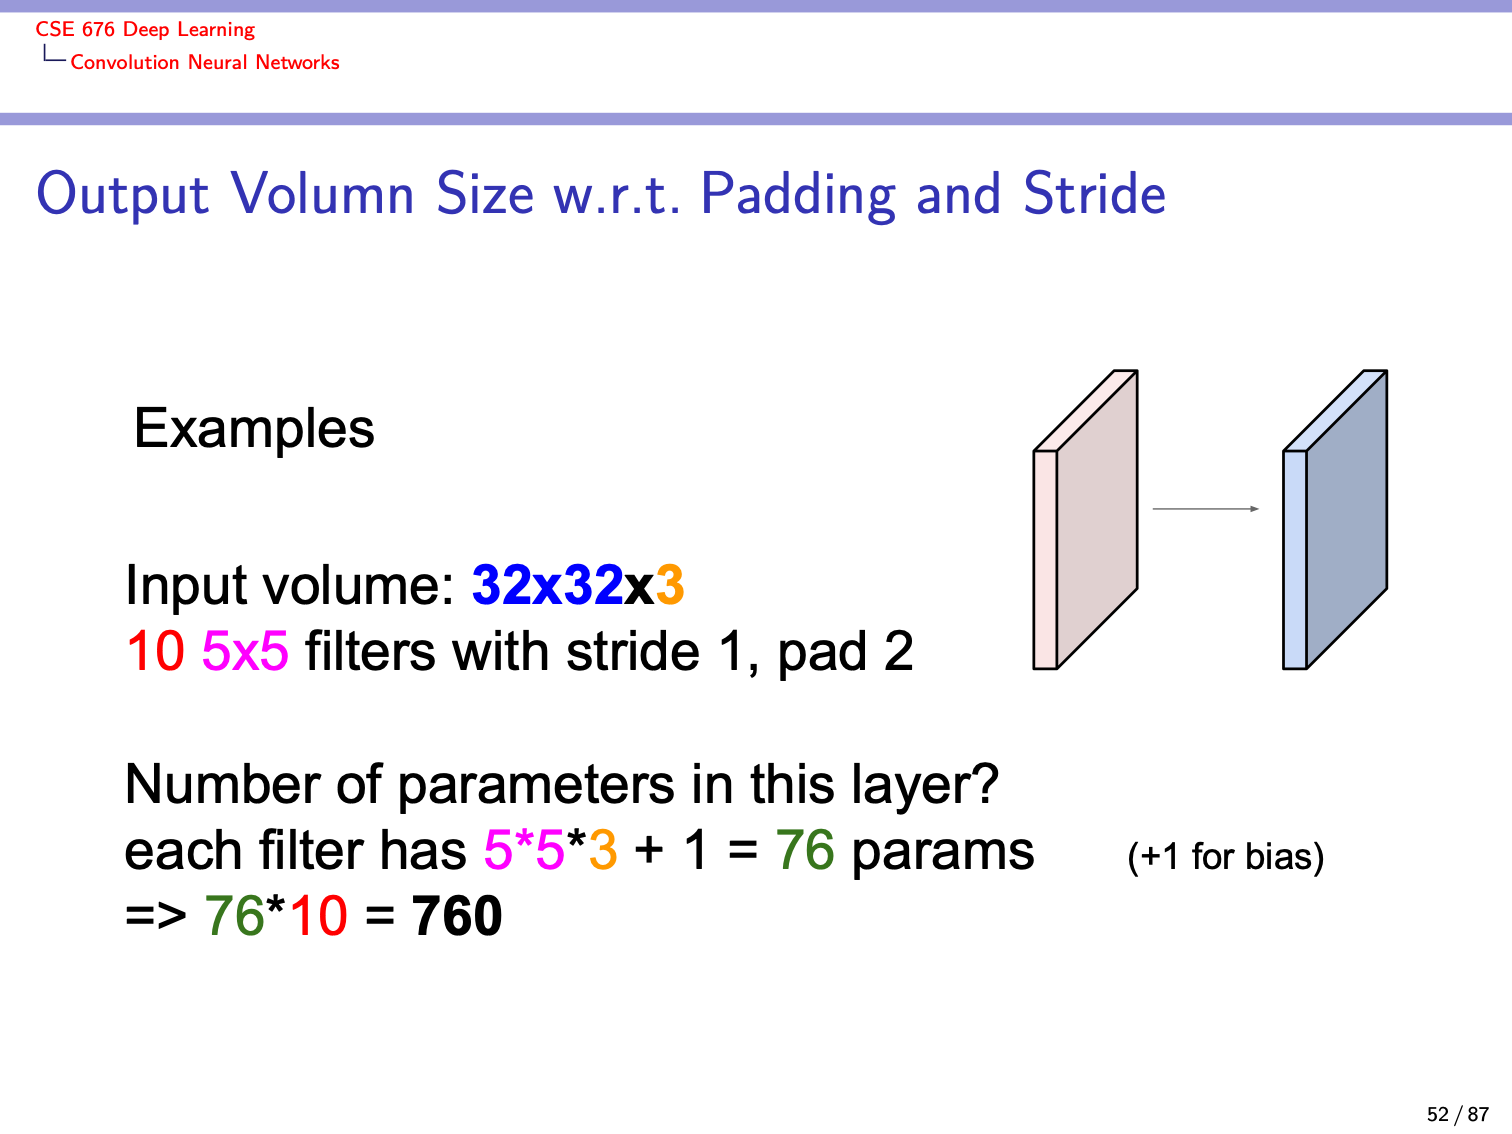 CSE 676 Deep Learning
Convolution Neural Networks
Output Volumn Size w.r.t. Padding and Stride
Examples
Input volume: 32x32x3
10 5x5 filters with stride 1, pad 2
Number of parameters in this layer?
each filter has 5*5*3 + 1 = 76 params (+1 for bias)
=> 76*10 = 760
52 / 87